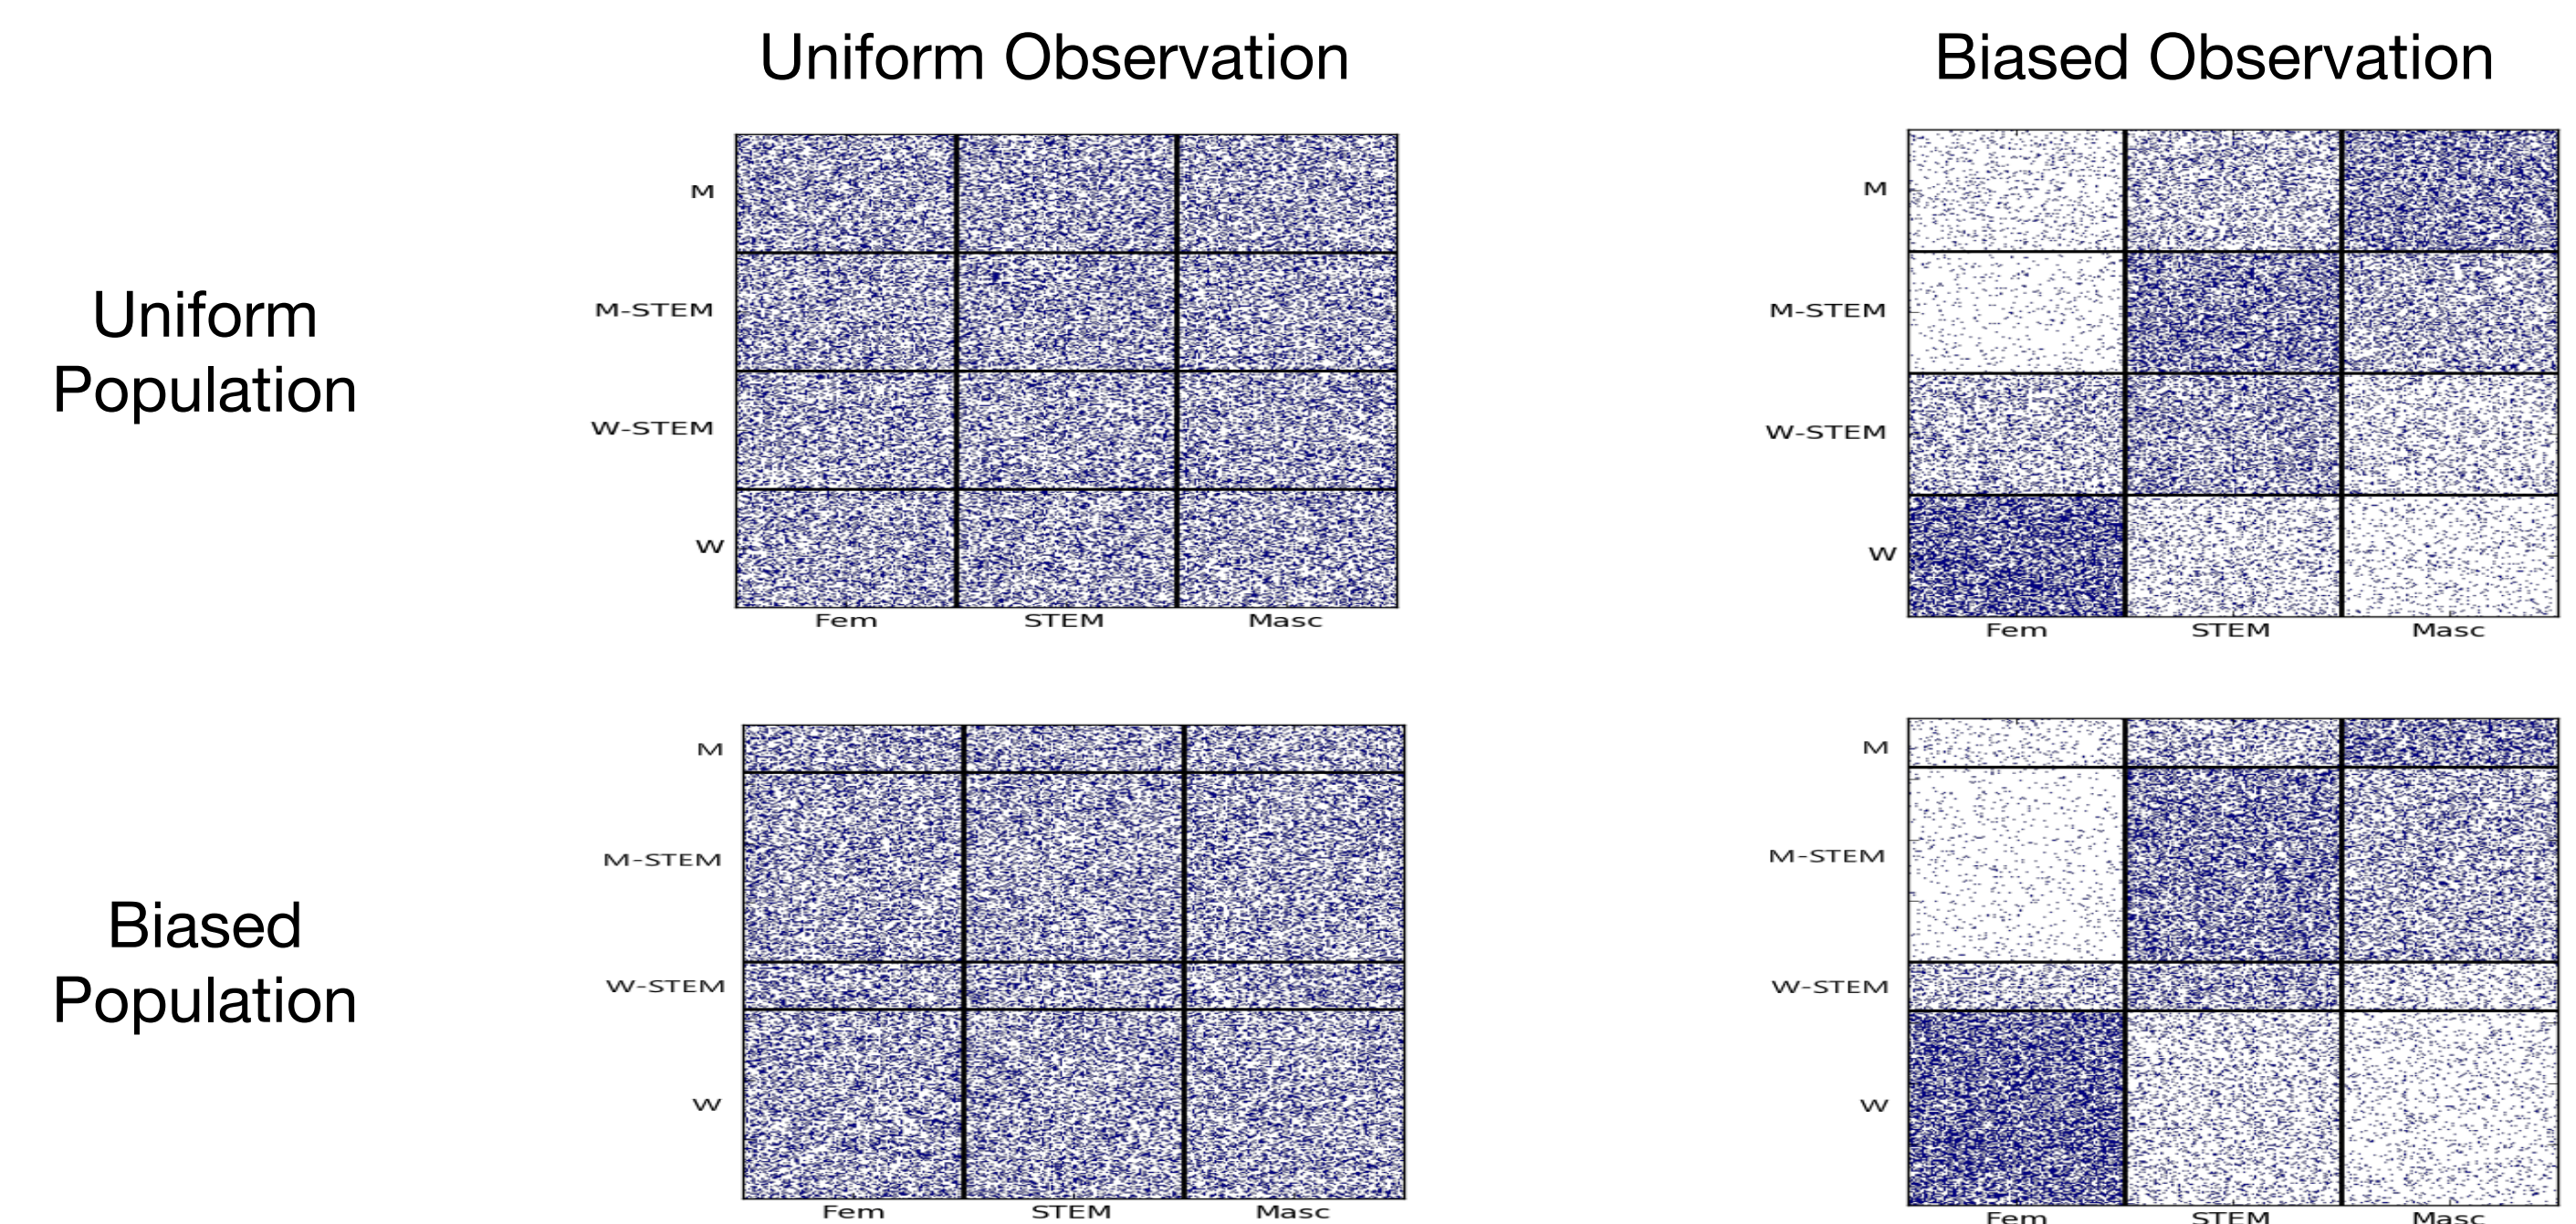 Uniform Observation
Biased Observation
Uniform
Population
M
M-STEM
W-STEM
W
Fem STEM Masc
M
M-STEM
W-STEM
W
Fem STEM Masc
Biased
Population
M
M-STEM
W-STEM
W
Fem STEM Masc
M
M-STEM
W-STEM
W
Fem STEM Masc